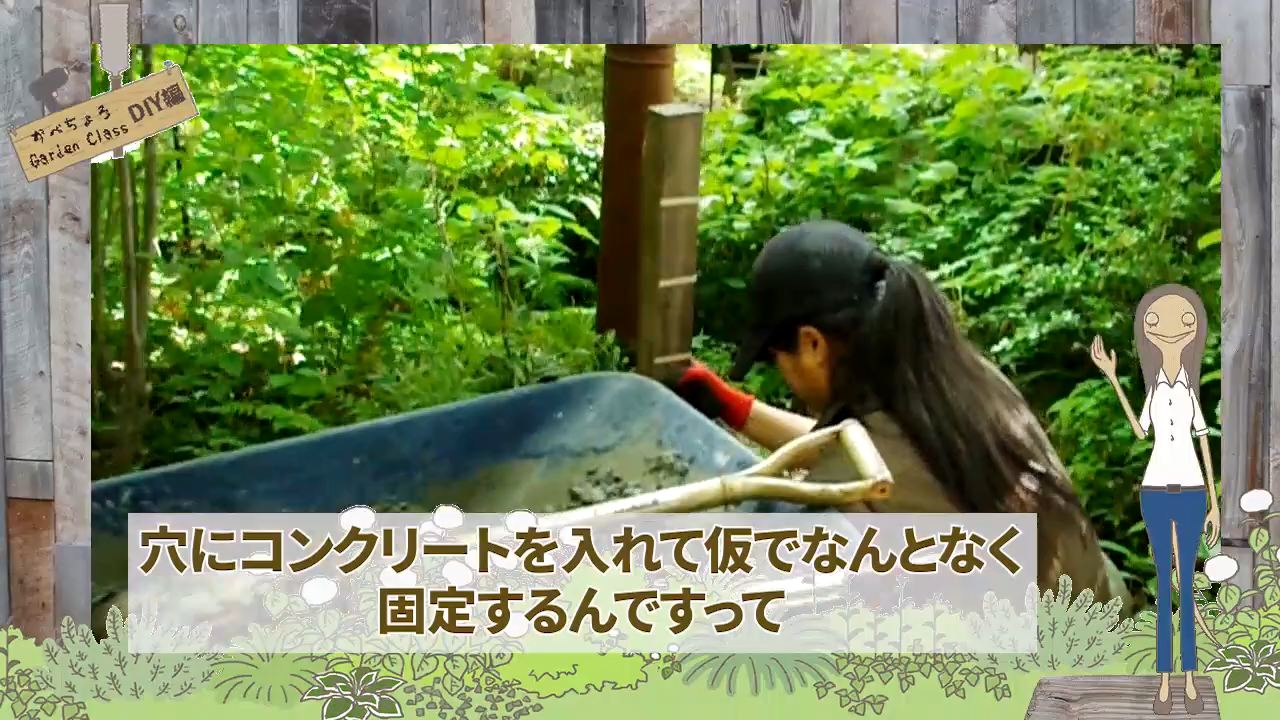 かべちょろ
DIY編
Garden Class
穴にコンクリートを入れて仮でなんとなく
固定するんですって